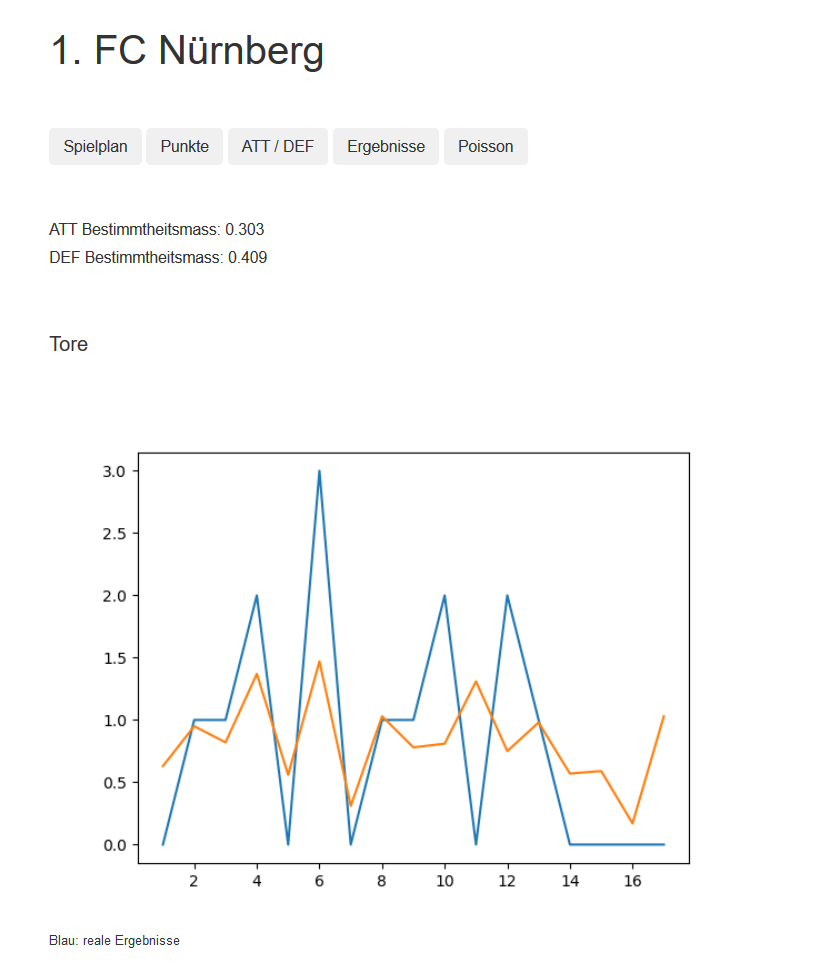 1. FC Nürnberg
Spielplan Punkte ATT / DEF Ergebnisse Poisson
ATT Bestimmtheitsmass: 0.303
DEF Bestimmtheitsmass: 0.409
Tore
3.0
2.5
2.0
1.5
1.0
0.5
0.0
2 4 6 8 10 12 14 16
Blau: reale Ergebnisse